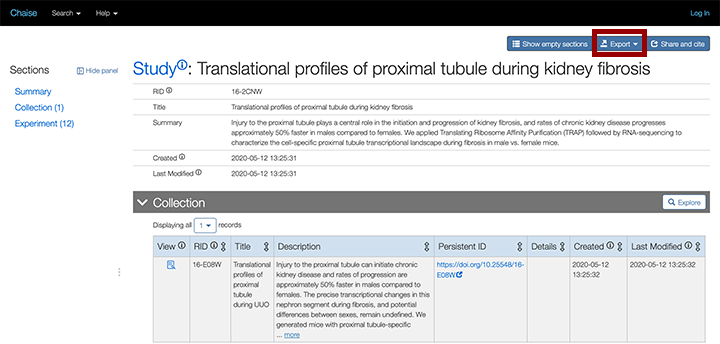 Chaise Search Help Log In
Show empty sections Export Share and cite
Sections Hide panel
Summary
Collection (1)
Experiment (12)
Study: Translational profiles of proximal tubule during kidney fibrosis
RID 16-2CNW
Title Translational profiles of proximal tubule during kidney fibrosis
Summary Injury to the proximal tubule plays a central role in the initiation and progression of kidney fibrosis, and rates of chronic kidney disease progresses
approximately 50% faster in males compared to females. We applied Translating Ribosome Affinity Purification (TRAP) followed by RNA-sequencing to
characterize the cell-specific proximal tubule transcriptional landscape during fibrosis in male vs. female mice.
Created 2020-05-12 13:25:31
Last Modified 2020-05-12 13:25:31
Collection Explore
Displaying all 1 records
View RID Title Description Persistent ID Details Created Last Modified
16-E08W
Translational
profiles of
proximal
tubule
during UUO
Injury to the proximal tubule can initiate chronic
kidney disease and rates of progression are
approximately 50% faster in males compared to
females. The precise transcriptional changes in this
nephron segment during fibrosis, and potential
differences between sexes, remain undefined. We
generated mice with proximal tubule-specific
... more
https://doi.org/10.25548/16-
E08W
2020-05-12
13:25:32
2020-05-12 13:25:32